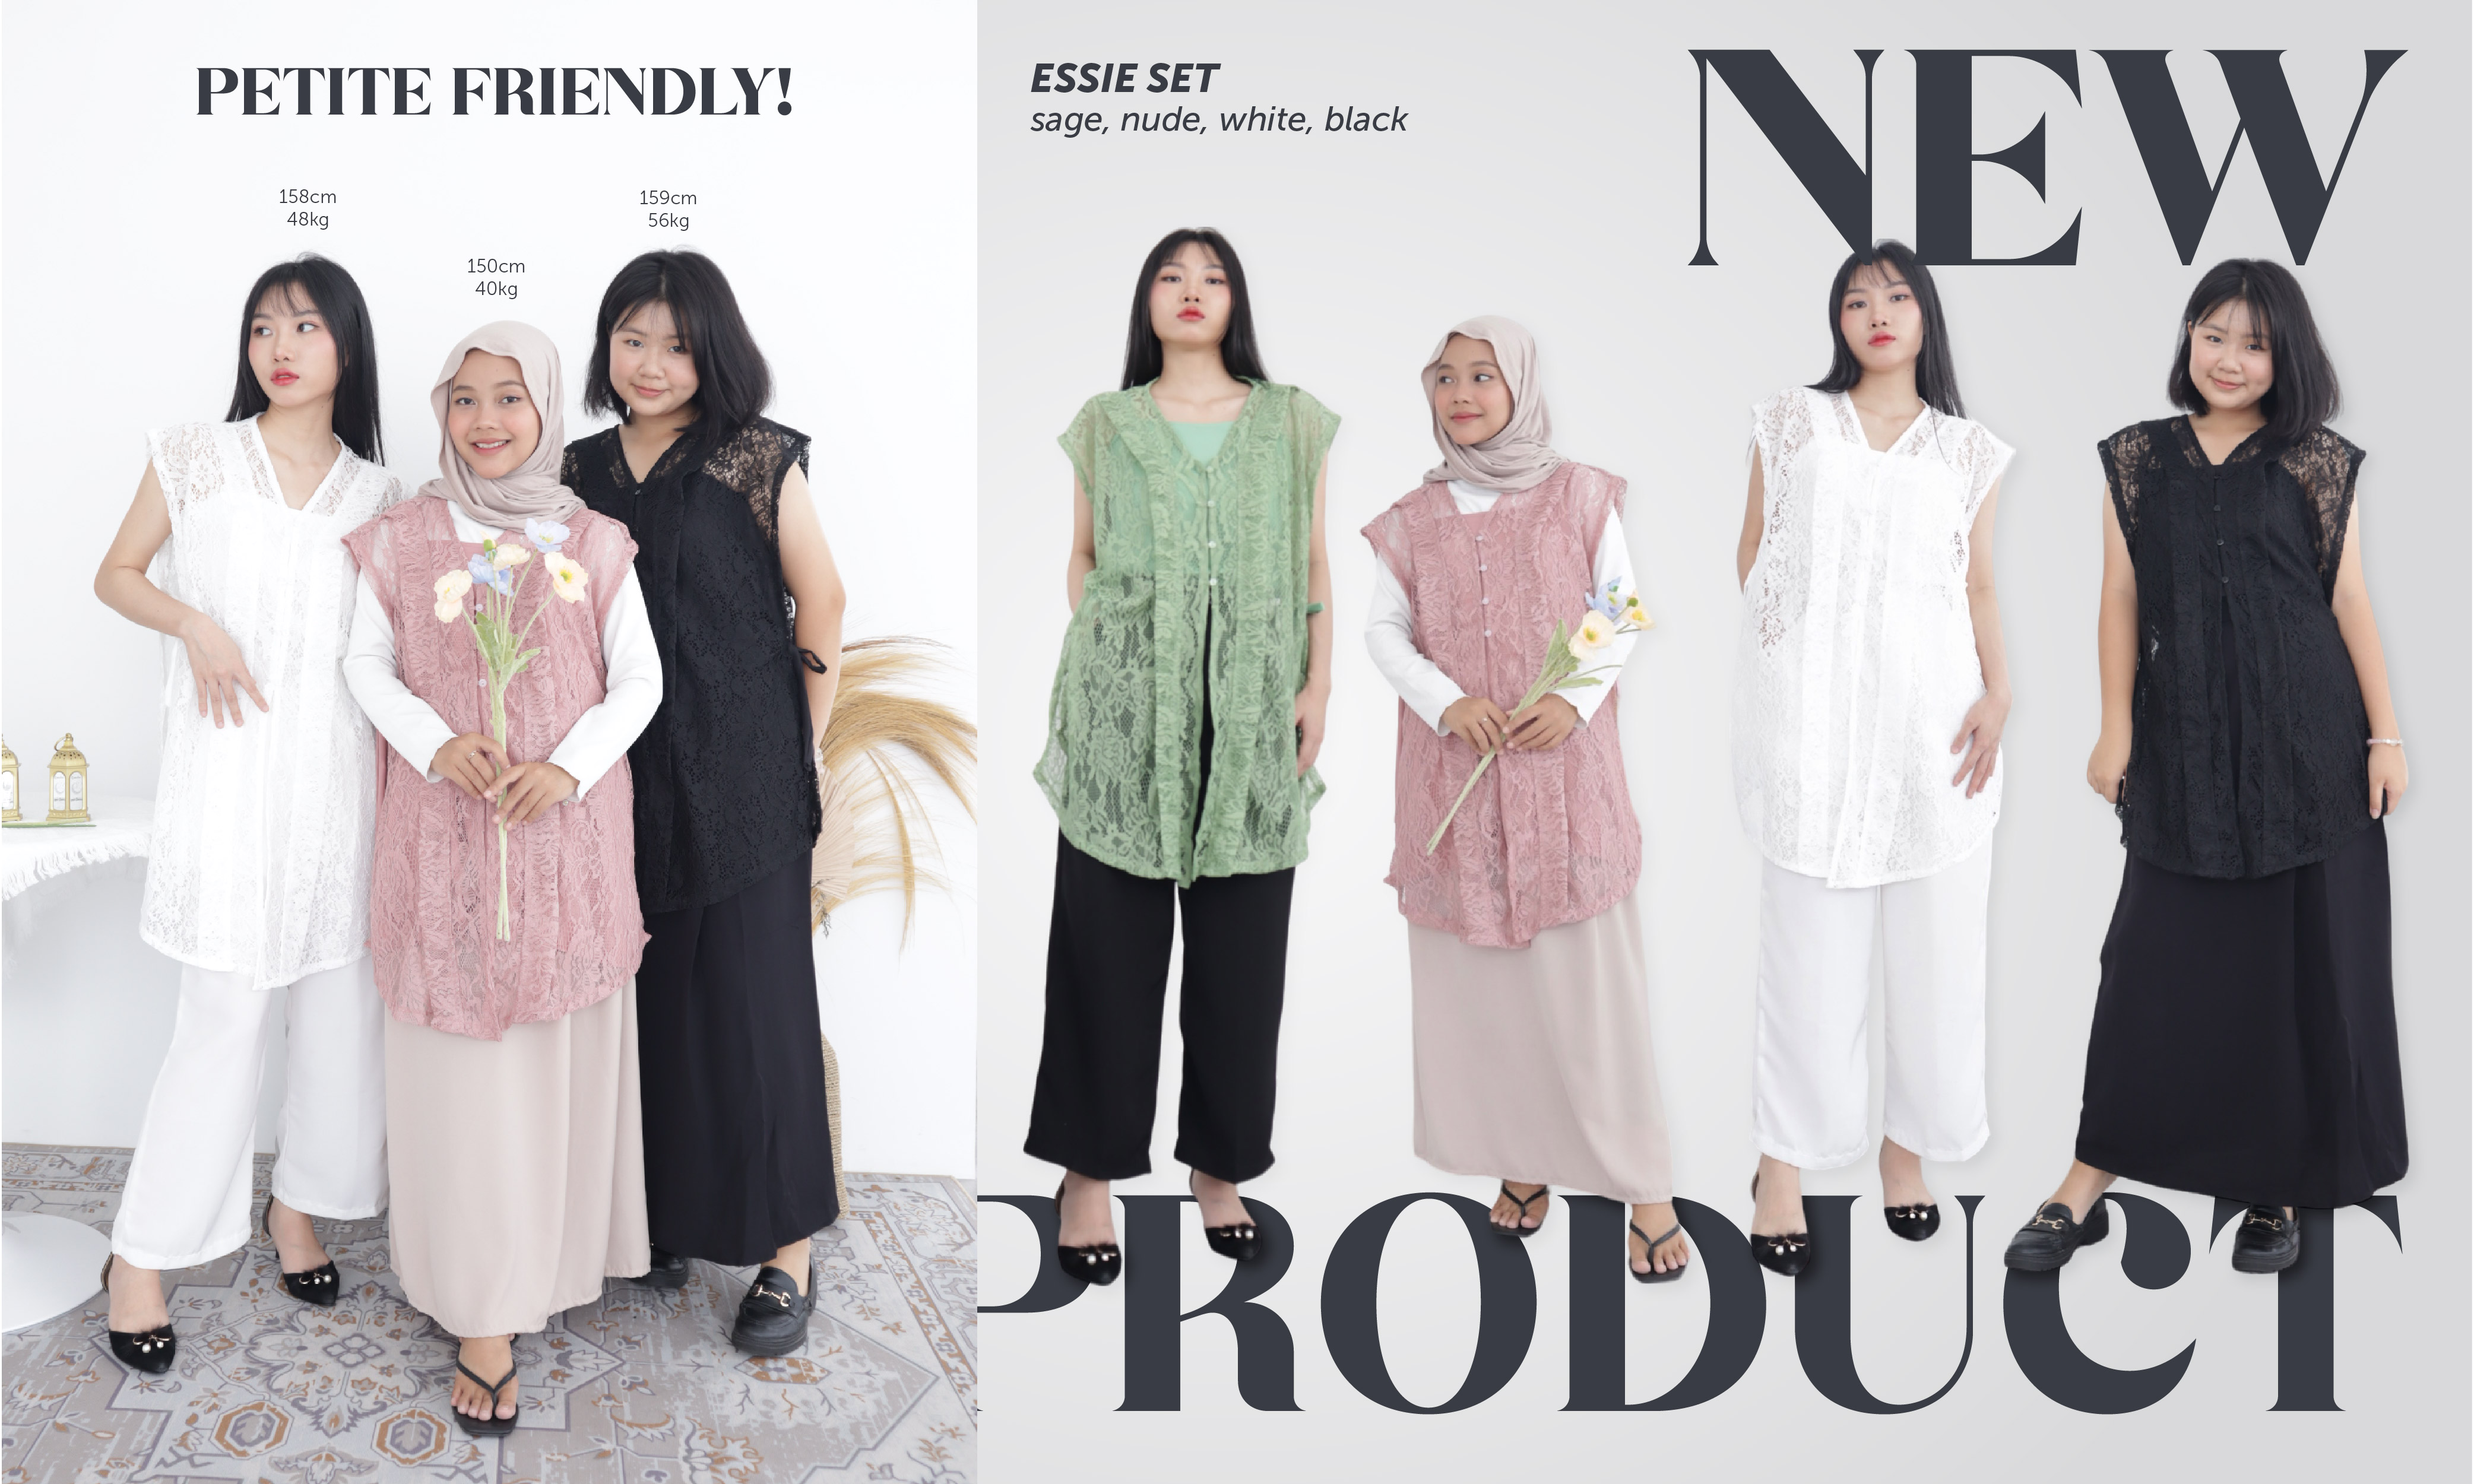 PETITE FRIENDLY!
158cm
48kg
150cm
40kg
159cm
56kg
ESSIE SET
sage, nude, white, black
NEW
PRODUCT